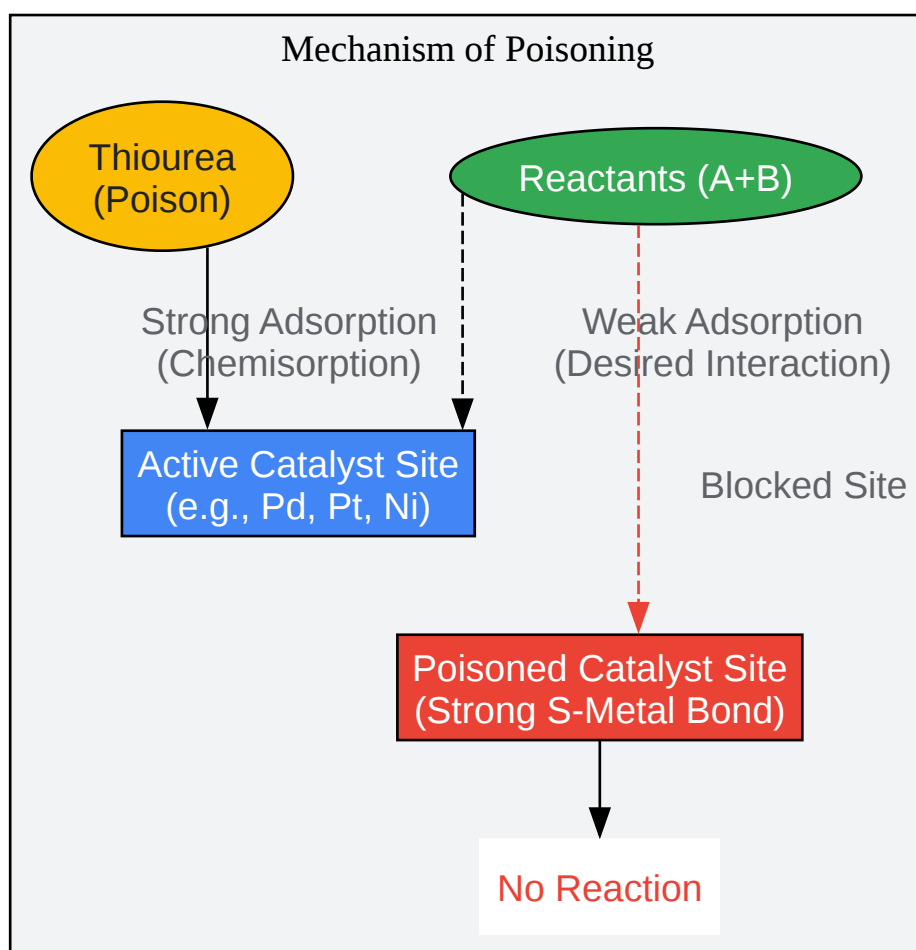 Mechanism of Poisoning
Thiourea
(Poison)
Reactants (A+B)
Strong Adsorption
(Chemisorption)
Weak Adsorption
(Desired Interaction)
Active Catalyst Site
(e.g., Pd, Pt, Ni)
Blocked Site
Poisoned Catalyst Site
(Strong S-Metal Bond)
No Reaction